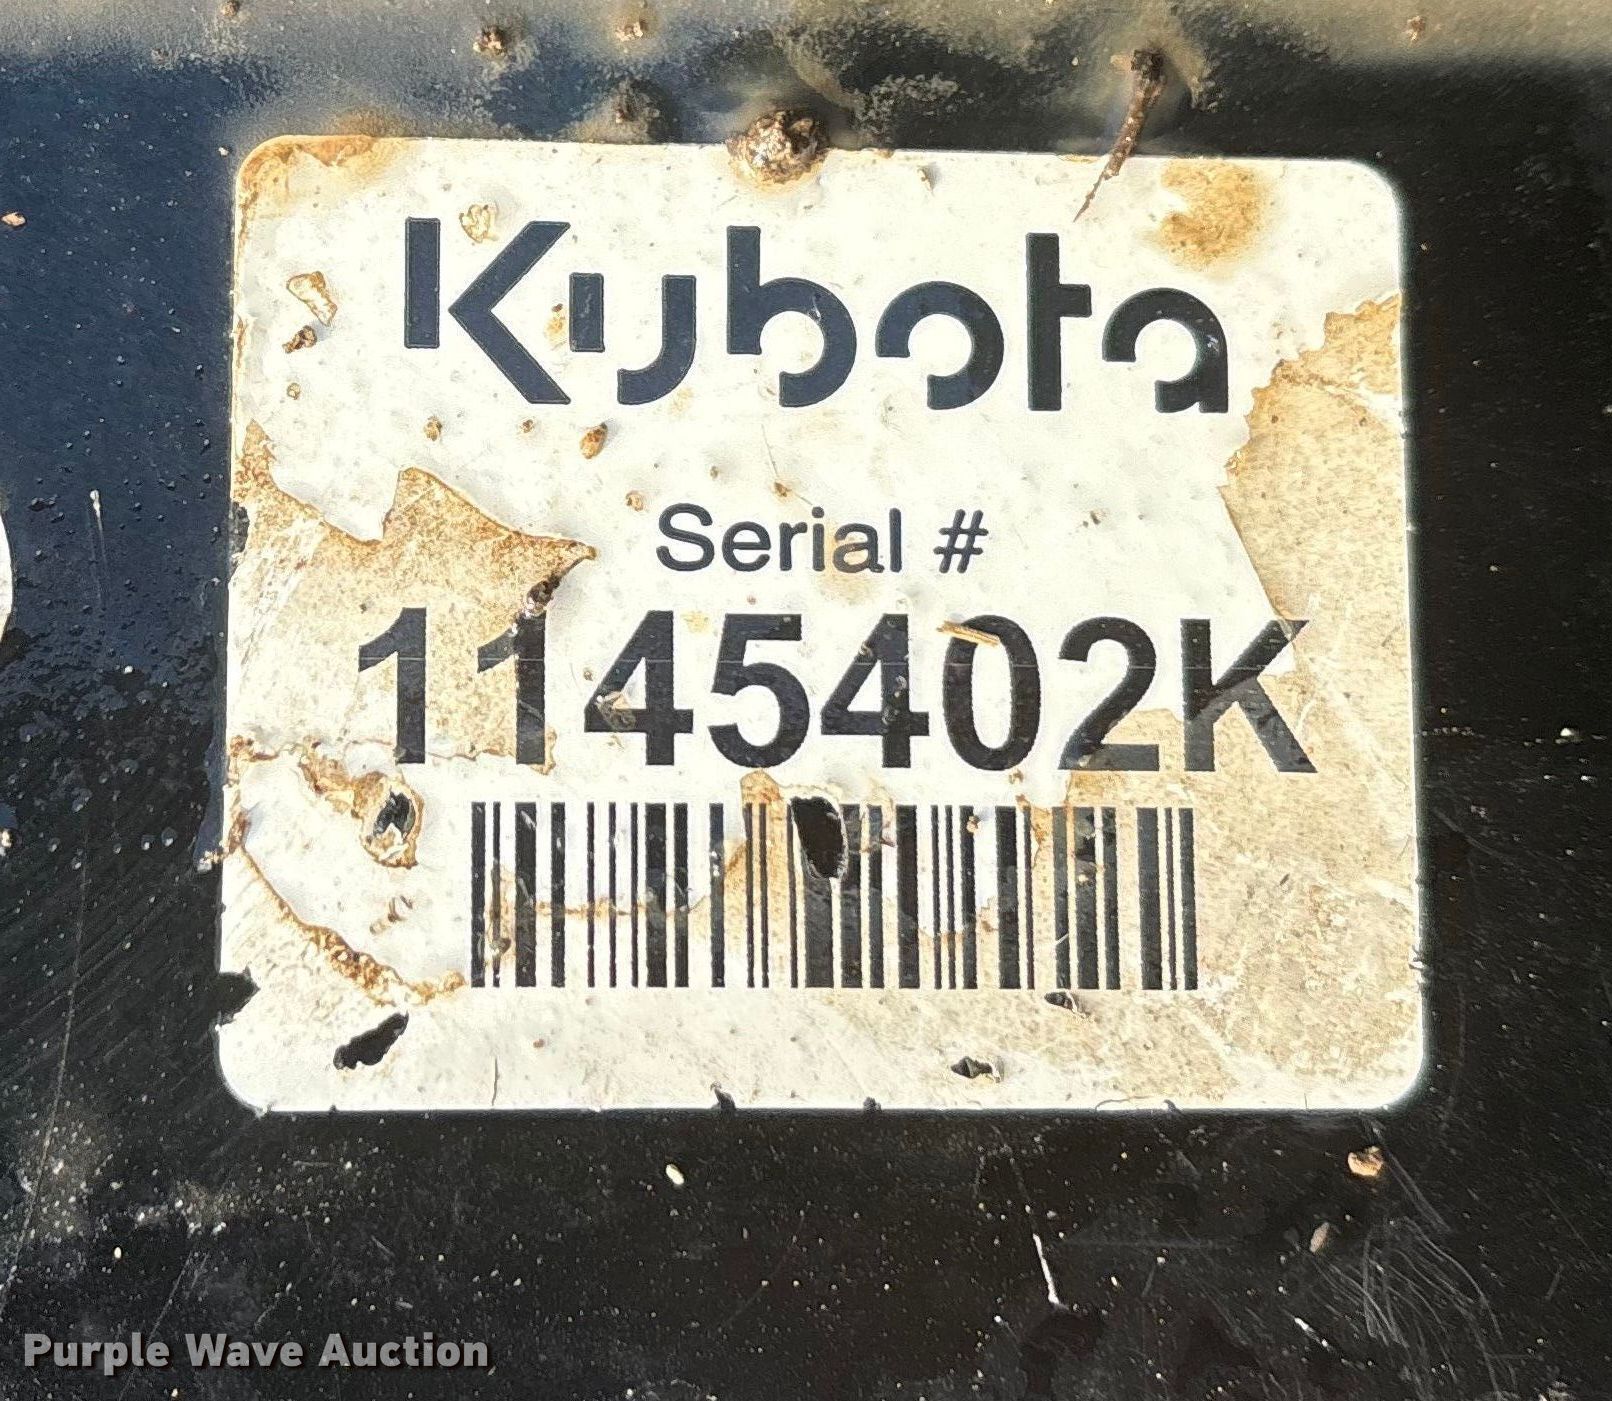 Kubota
Serial #
1145402K
Purple Wave Auction